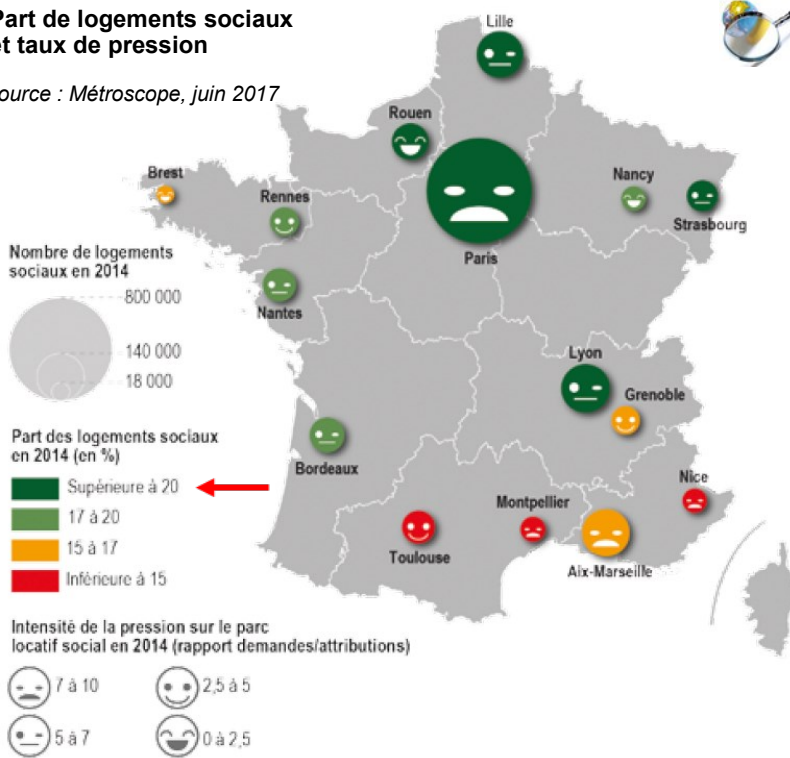 Part de logements sociaux
et taux de pression
ource : Métroscope, juin 2017
Lille
Rouen
Brest
Rennes
Nancy
Strasbourg
Paris
Nantes
Nombre de logements
sociaux en 2014
800 000
140 000
18 000
Lyon
Grenoble
Bordeaux
Part des logements sociaux
en 2014 (en %)
Supérieure à 20
17 à 20
15 à 17
Inférieure à 15
Nice
Montpellier
Toulouse
Aix-Marseille
Intensité de la pression sur le parc
locatif social en 2014 (rapport demandes/attributions)
7 à 10
2,5 à 5
5 à 7
0 à 2,5